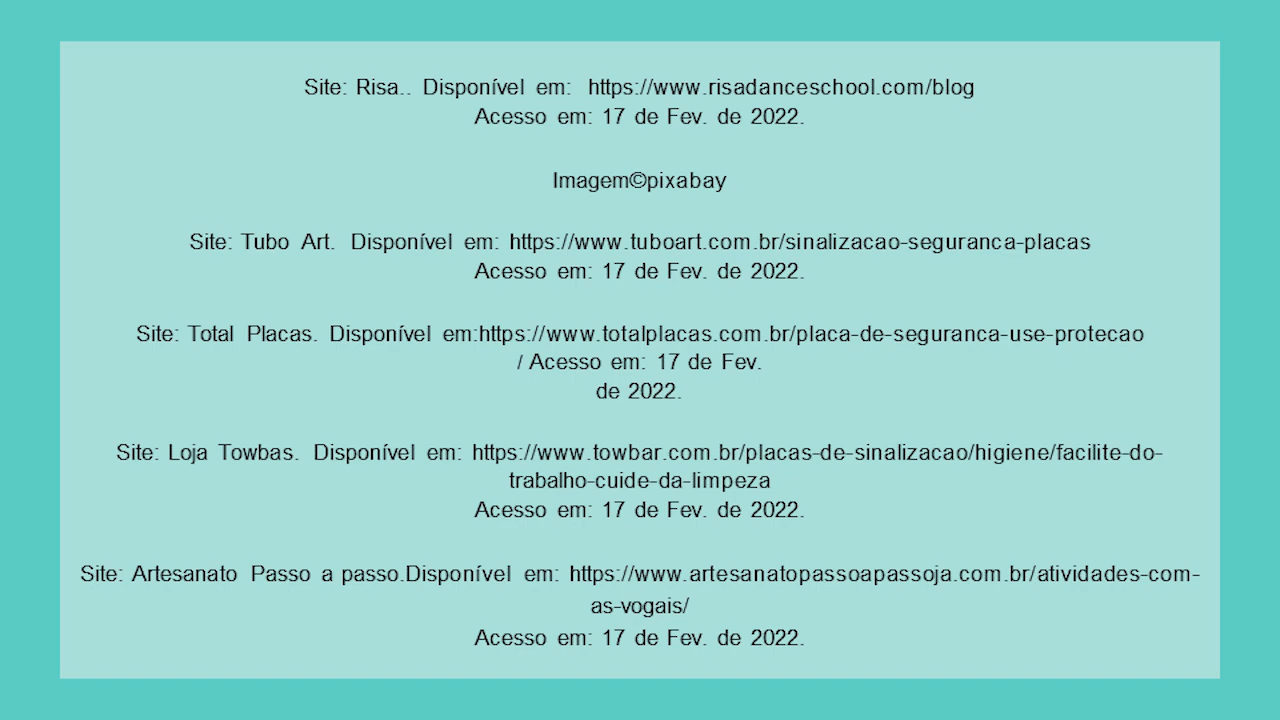 Site: Risa.. Disponível em: https://www.risadanceschool.com/blog
Acesso em: 17 de Fev. de 2022.
Imagem©pixabay
Site: Tubo Art. Disponível em: https://www.tuboart.com.br/sinalizacao-seguranca-placas
Acesso em: 17 de Fev. de 2022.
Site: Total Placas. Disponível em:https://www.totalplacas.com.br/placa-de-seguranca-use-protecao
/ Acesso em: 17 de Fev.
de 2022.
Site: Loja Towbas. Disponível em: https://www.towbar.com.br/placas-de-sinalizacao/higiene/facilite-do-
trabalho-cuide-da-limpeza
Acesso em: 17 de Fev. de 2022.
Site: Artesanato Passo a passo.Disponível em: https://www.artesanatopassoapassoja.com.br/atividades-com-
as-vogais/
Acesso em: 17 de Fev. de 2022.